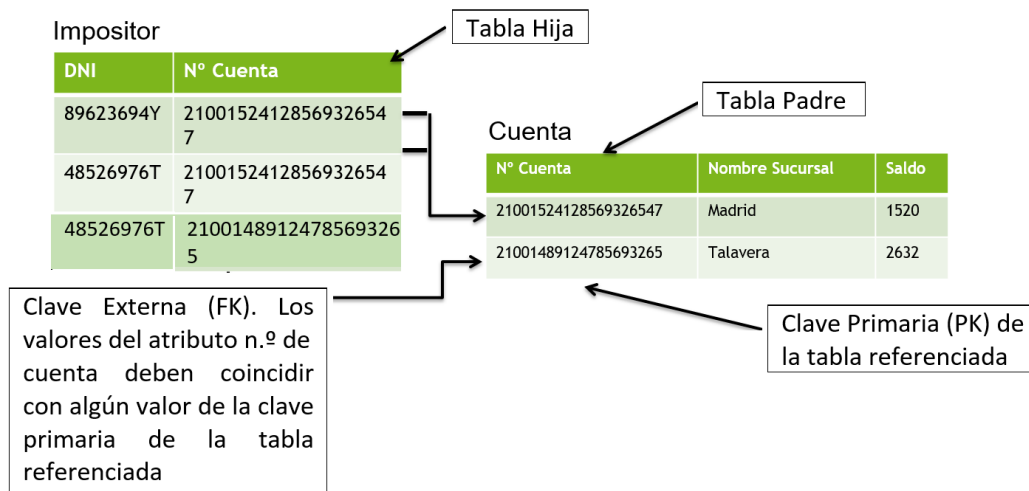 Impositor
Tabla Hija
DNI Nº Cuenta
89623694Y 2100152412856932654
7
48526976T 2100152412856932654
7
48526976T 2100148912478569326
5
Tabla Padre
Cuenta
Nº Cuenta Nombre Sucursal Saldo
21001524128569326547 Madrid 1520
21001489124785693265 Talavera 2632
Clave Externa (FK). Los
valores del atributo n.º de
cuenta deben coincidir
con algún valor de la clave
primaria de la tabla
referenciada
Clave Primaria (PK) de
la tabla referenciada